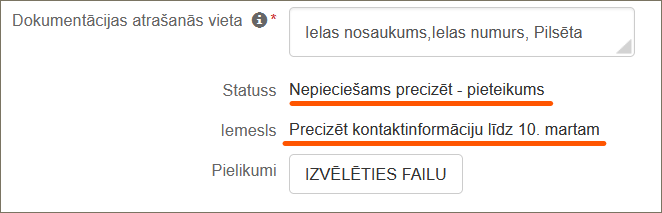 Dokumentācijas atrašanās vieta i * Ielas nosaukums,Ielas numurs, Pilsēta
Statuss Nepieciešams precizēt - pieteikums
Iemesls Precizēt kontaktinformāciju līdz 10. martam
Pielikumi IZVĒLĒTIES FAILU